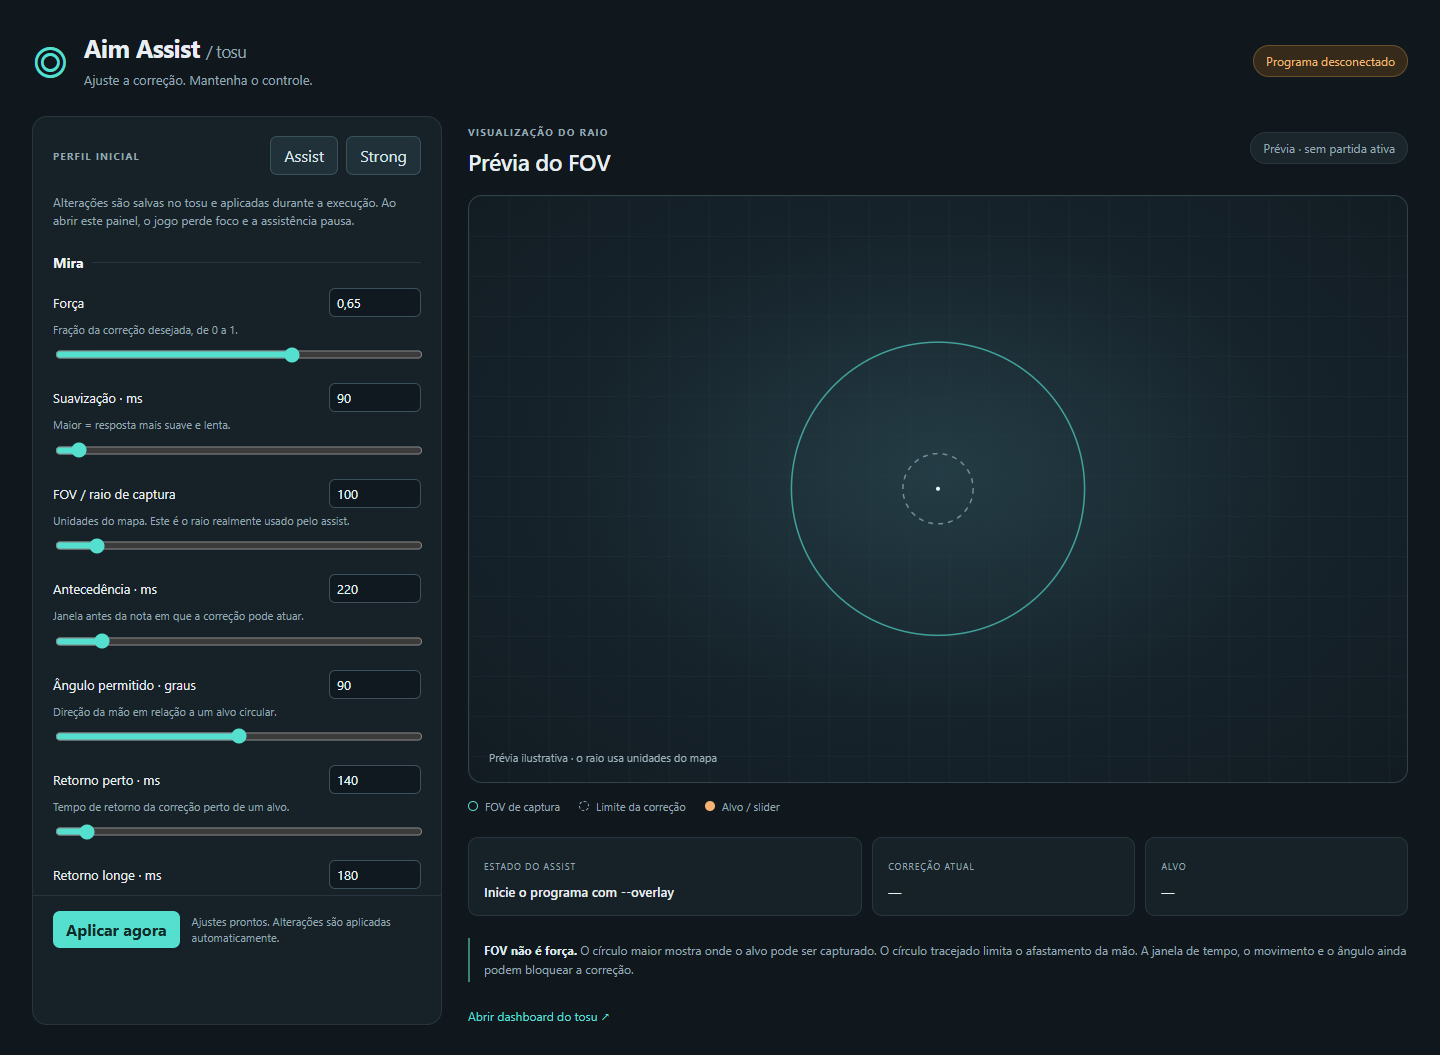 Aim Assist / tosu
Ajuste a correção. Mantenha o controle.
Programa desconectado
PERFIL INICIAL
Assist
Strong
Alterações são salvas no tosu e aplicadas durante a execução. Ao
abrir este painel, o jogo perde foco e a assistência pausa.
Mira
Força
0,65
Fração da correção desejada, de 0 a 1.
Suavização · ms
90
Maior = resposta mais suave e lenta.
FOV / raio de captura
100
Unidades do mapa. Este é o raio realmente usado pelo assist.
Antecedência · ms
220
Janela antes da nota em que a correção pode atuar.
Ângulo permitido · graus
90
Direção da mão em relação a um alvo circular.
Retorno perto · ms
140
Tempo de retorno da correção perto de um alvo.
Retorno longe · ms
180
Aplicar agora
Ajustes prontos. Alterações são aplicadas
automaticamente.
VISUALIZAÇÃO DO RAIO
Prévia do FOV
Prévia · sem partida ativa
Prévia ilustrativa · o raio usa unidades do mapa
FOV de captura
Limite da correção
Alvo / slider
ESTADO DO ASSIST
Inicie o programa com --overlay
CORREÇÃO ATUAL
—
ALVO
—
FOV não é força. O círculo maior mostra onde o alvo pode ser capturado. O círculo tracejado limita o afastamento da mão. A janela de tempo, o movimento e o ângulo ainda
podem bloquear a correção.
Abrir dashboard do tosu ↗